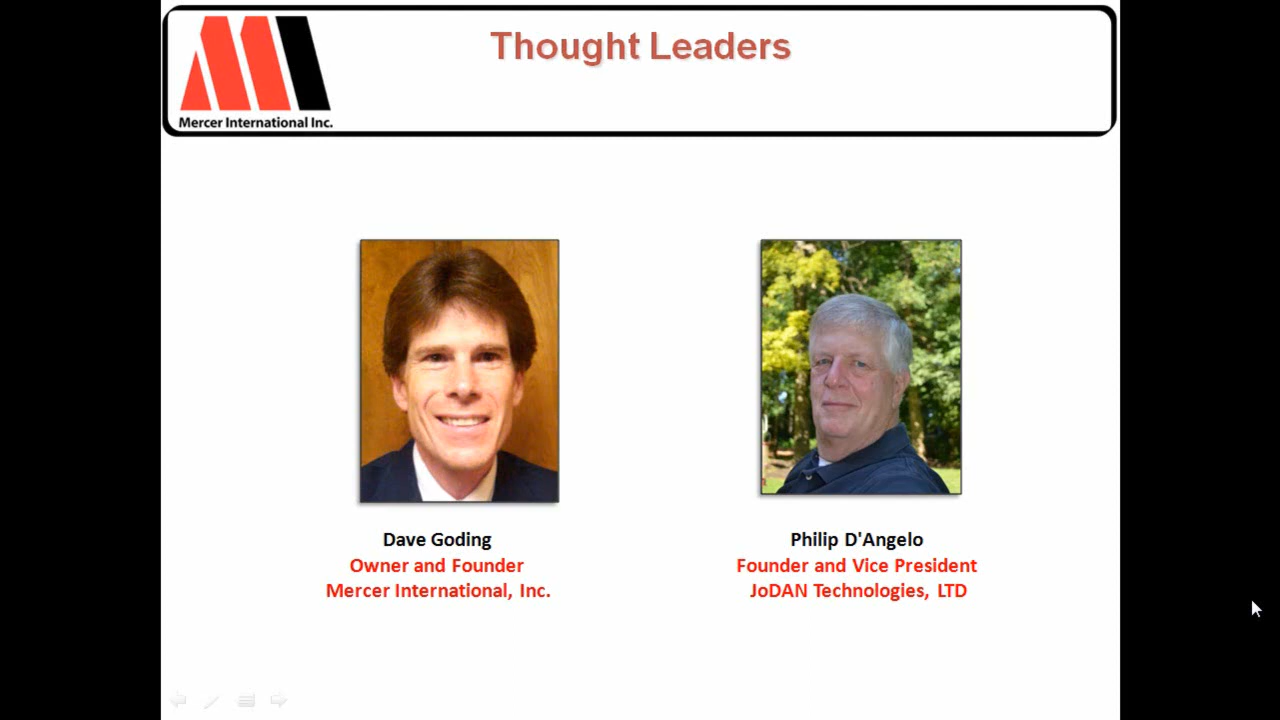 Thought Leaders
Mercer International Inc.
Dave Goding
Owner and Founder
Mercer International, Inc.
Philip D'Angelo
Founder and Vice President
JoDAN Technologies, LTD